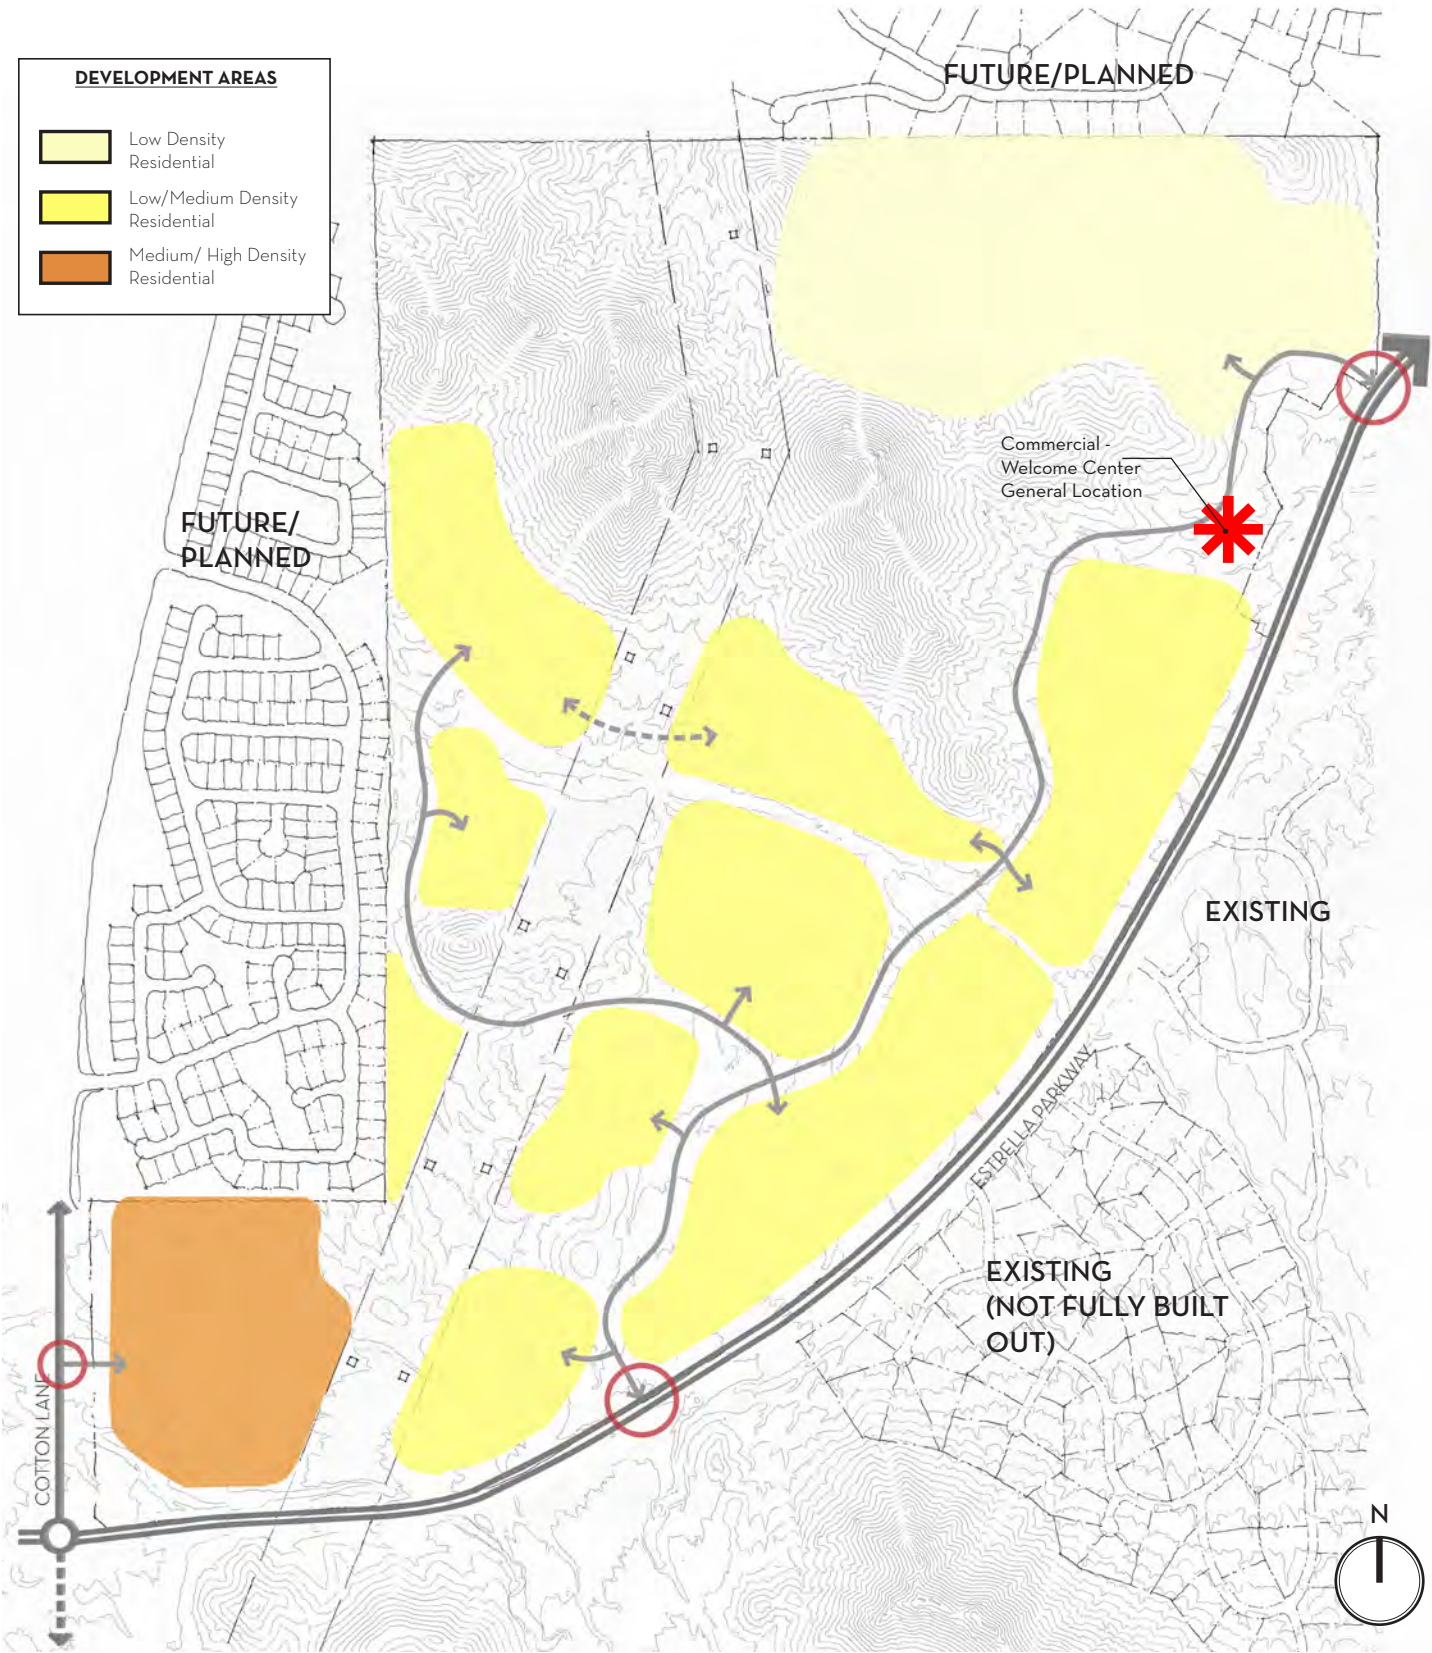 FUTURE/PLANNED
DEVELOPMENT AREAS
Low Density
Residential
Low/Medium Density
Residential
Medium/ High Density
Residential
Commercial -
Welcome Center
General Location
FUTURE/
PLANNED
EXISTING
ESTRELLA PARKWAY
EXISTING
(NOT FULLY BUILT
OUT)
COTTON LANE
N